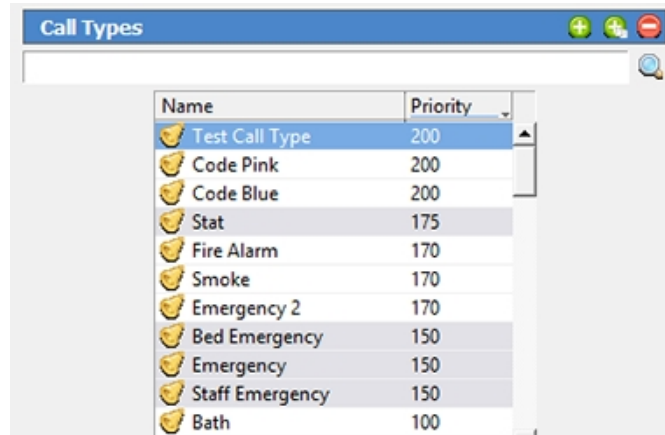 Call Types
Name Priority
Test Call Type 200
Code Pink 200
Code Blue 200
Stat 175
Fire Alarm 170
Smoke 170
Emergency 2 170
Bed Emergency 150
Emergency 150
Staff Emergency 150
Bath 100